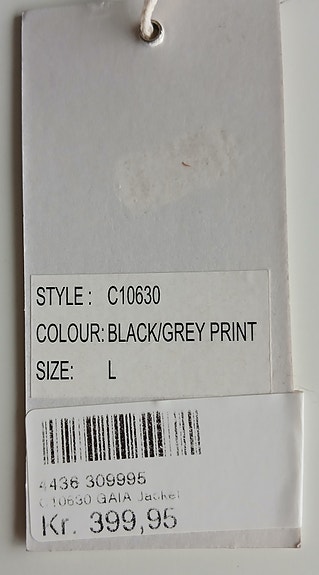 STYLE : C10630
COLOUR: BLACK/GREY PRINT
SIZE: L
4436 309995
C10630 GAIA Jacket
Kr. 399,95